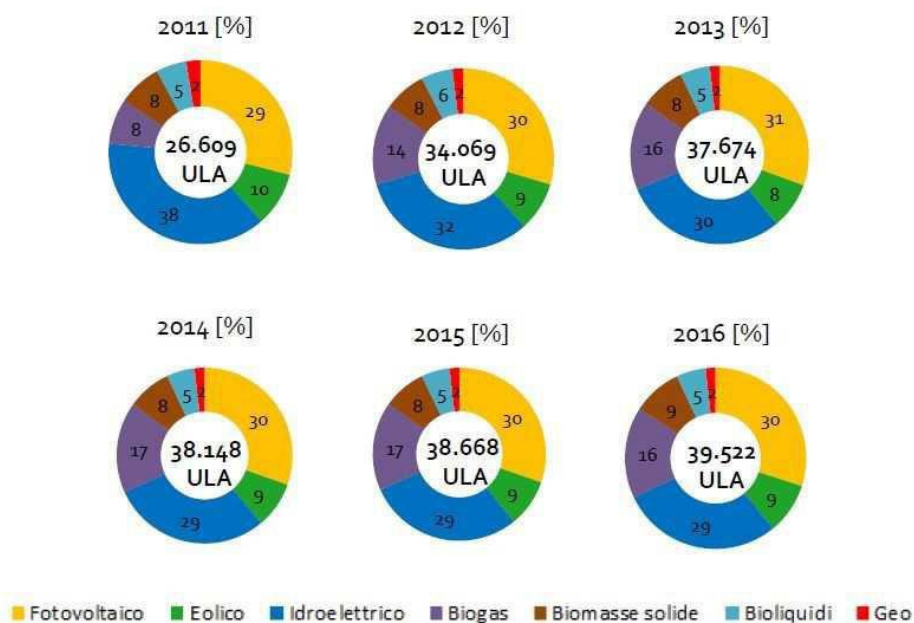 2011 [%] 2012 [%] 2013 [%]
29 10 38 8 8 5 2
26.609
ULA
30 9 32 14 8 6 2
34.069
ULA
31 8 30 16 8 5 2
37.674
ULA
2014 [%] 2015 [%] 2016 [%]
30 9 29 17 8 5 2
38.148
ULA
30 9 29 17 8 5 2
38.668
ULA
30 9 29 16 9 5 2
39.522
ULA
Fotovoltaico Eolico Idroelettrico Biogas Biomasse solide Bioliquidi Geo